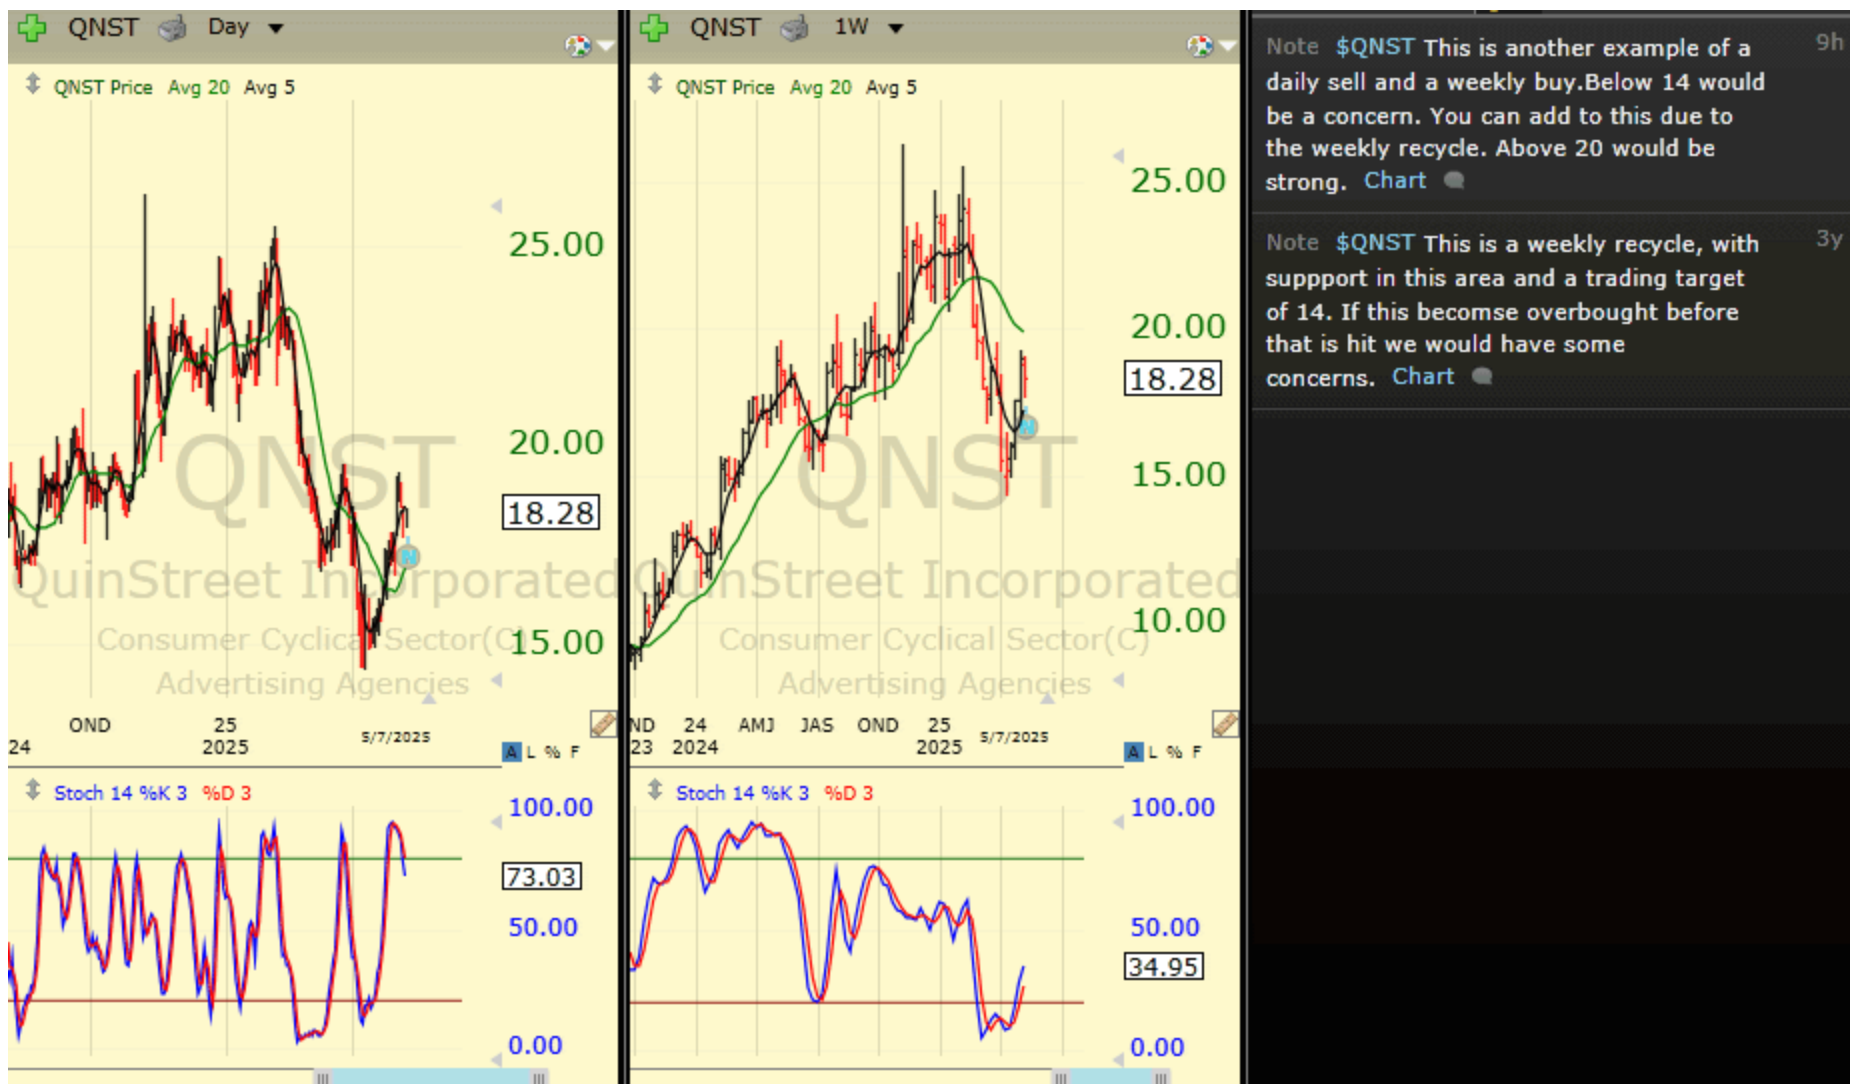 QNST Day
QNST Price Avg 20 Avg 5
25.00
20.00
18.28
15.00
QNST
QuinStreet Incorporated
Consumer Cyclical Sector(C)
Advertising Agencies
N
OND 25 5/7/2025
24 2025
A L % F
Stoch 14 %K 3 %D 3
100.00
73.03
50.00
0.00
QNST 1W
QNST Price Avg 20 Avg 5
25.00
20.00
18.28
15.00
10.00
QNST
QuinStreet Incorporated
Consumer Cyclical Sector(C)
Advertising Agencies
N
ND 24 AMJ JAS OND 25 5/7/2025
23 2024 2025
A L % F
Stoch 14 %K 3 %D 3
100.00
50.00
34.95
0.00
Note $QNST This is another example of a 9h
daily sell and a weekly buy.Below 14 would
be a concern. You can add to this due to
the weekly recycle. Above 20 would be
strong. Chart
Note $QNST This is a weekly recycle, with 3y
suppport in this area and a trading target
of 14. If this becomse overbought before
that is hit we would have some
concerns. Chart